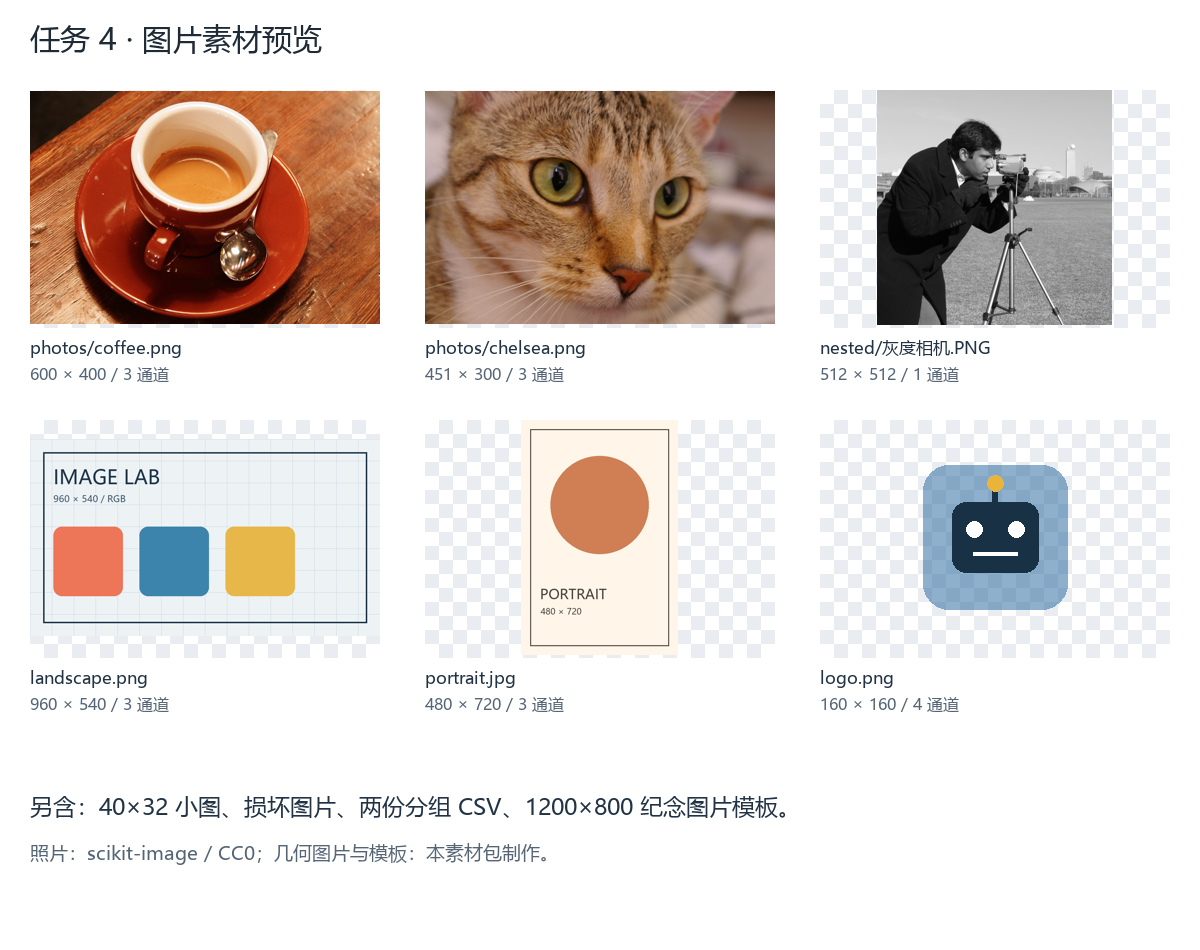 任务 4 · 图片素材预览
photos/coffee.png
600 × 400 / 3 通道
photos/chelsea.png
451 × 300 / 3 通道
nested/灰度相机.PNG
512 × 512 / 1 通道
IMAGE LAB
960 × 540 / RGB
landscape.png
960 × 540 / 3 通道
PORTRAIT
480 × 720
portrait.jpg
480 × 720 / 3 通道
logo.png
160 × 160 / 4 通道
另含：40×32 小图、损坏图片、两份分组 CSV、1200×800 纪念图片模板。
照片：scikit-image / CC0；几何图片与模板：本素材包制作。